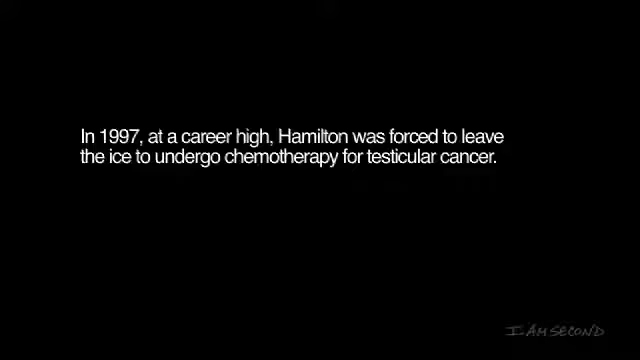 In 1997, at a career high, Hamilton was forced to leave
the ice to undergo chemotherapy for testicular cancer.
I AM SECOND